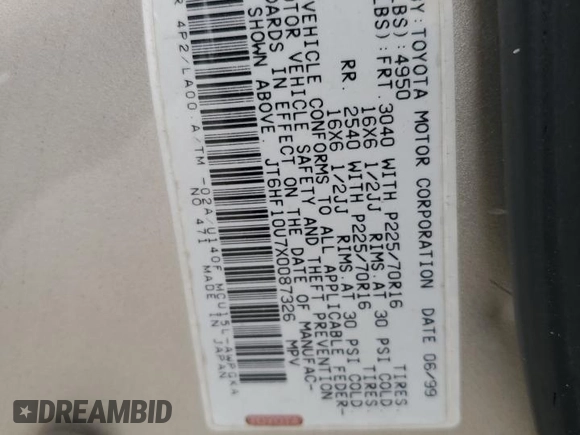 BY: TOYOTA MOTOR CORPORATION DATE 06/99
LBS): 4950
(LBS): FRT. 3040 WITH P225/70R16 TIRES.
16X6 1/2JJ RIMS.AT 30 PSI COLD
RR. 2540 WITH P225/70R16 TIRES
16X6 1/2JJ RIMS.AT 30 PSI COLD
VEHICLE CONFORMS TO ALL APPLICABLE FEDER-
MOTOR VEHICLE SAFETY AND THEFT PREVENTION
DARDS IN EFFECT ON THE DATE OF MANUFAC-
SHOWN ABOVE. JT6HF10U7X0087326 MPV
R 4P2/LA00. A/TM -02A/U140F MCU15L-AWPGKA
NO 471 MADE IN JAPAN
TOYOTA
DREAMBID